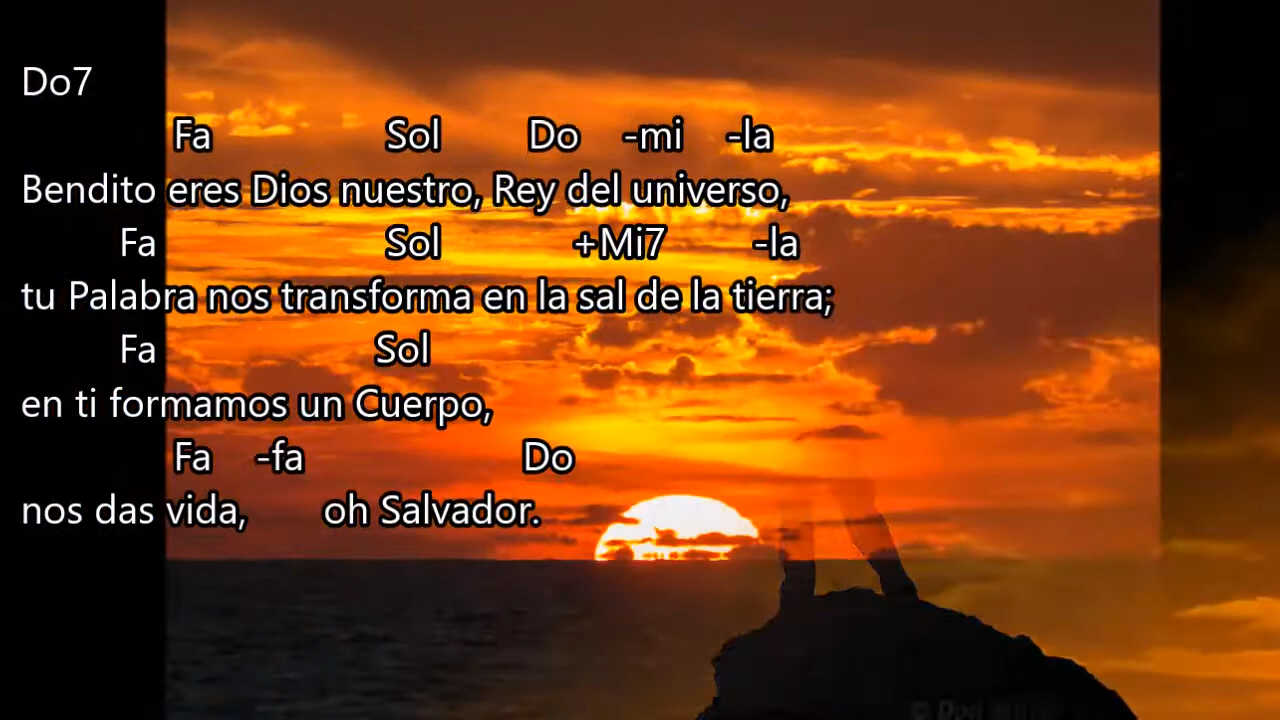 Do7
Fa Sol Do -mi -la
Bendito eres Dios nuestro, Rey del universo,
Fa Sol +Mi7 -la
tu Palabra nos transforma en la sal de la tierra;
Fa Sol
en ti formamos un Cuerpo,
Fa -fa Do
nos das vida, oh Salvador.